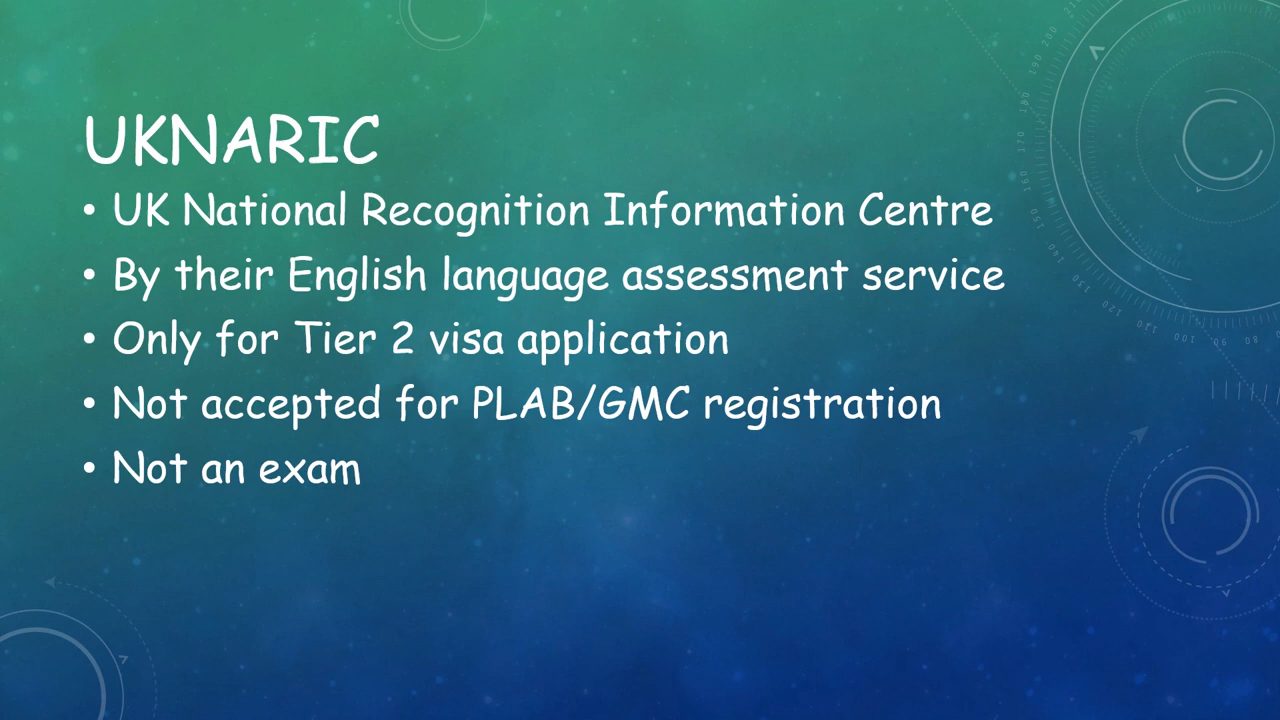 UKNARIC
• UK National Recognition Information Centre
• By their English language assessment service
• Only for Tier 2 visa application
• Not accepted for PLAB/GMC registration
• Not an exam